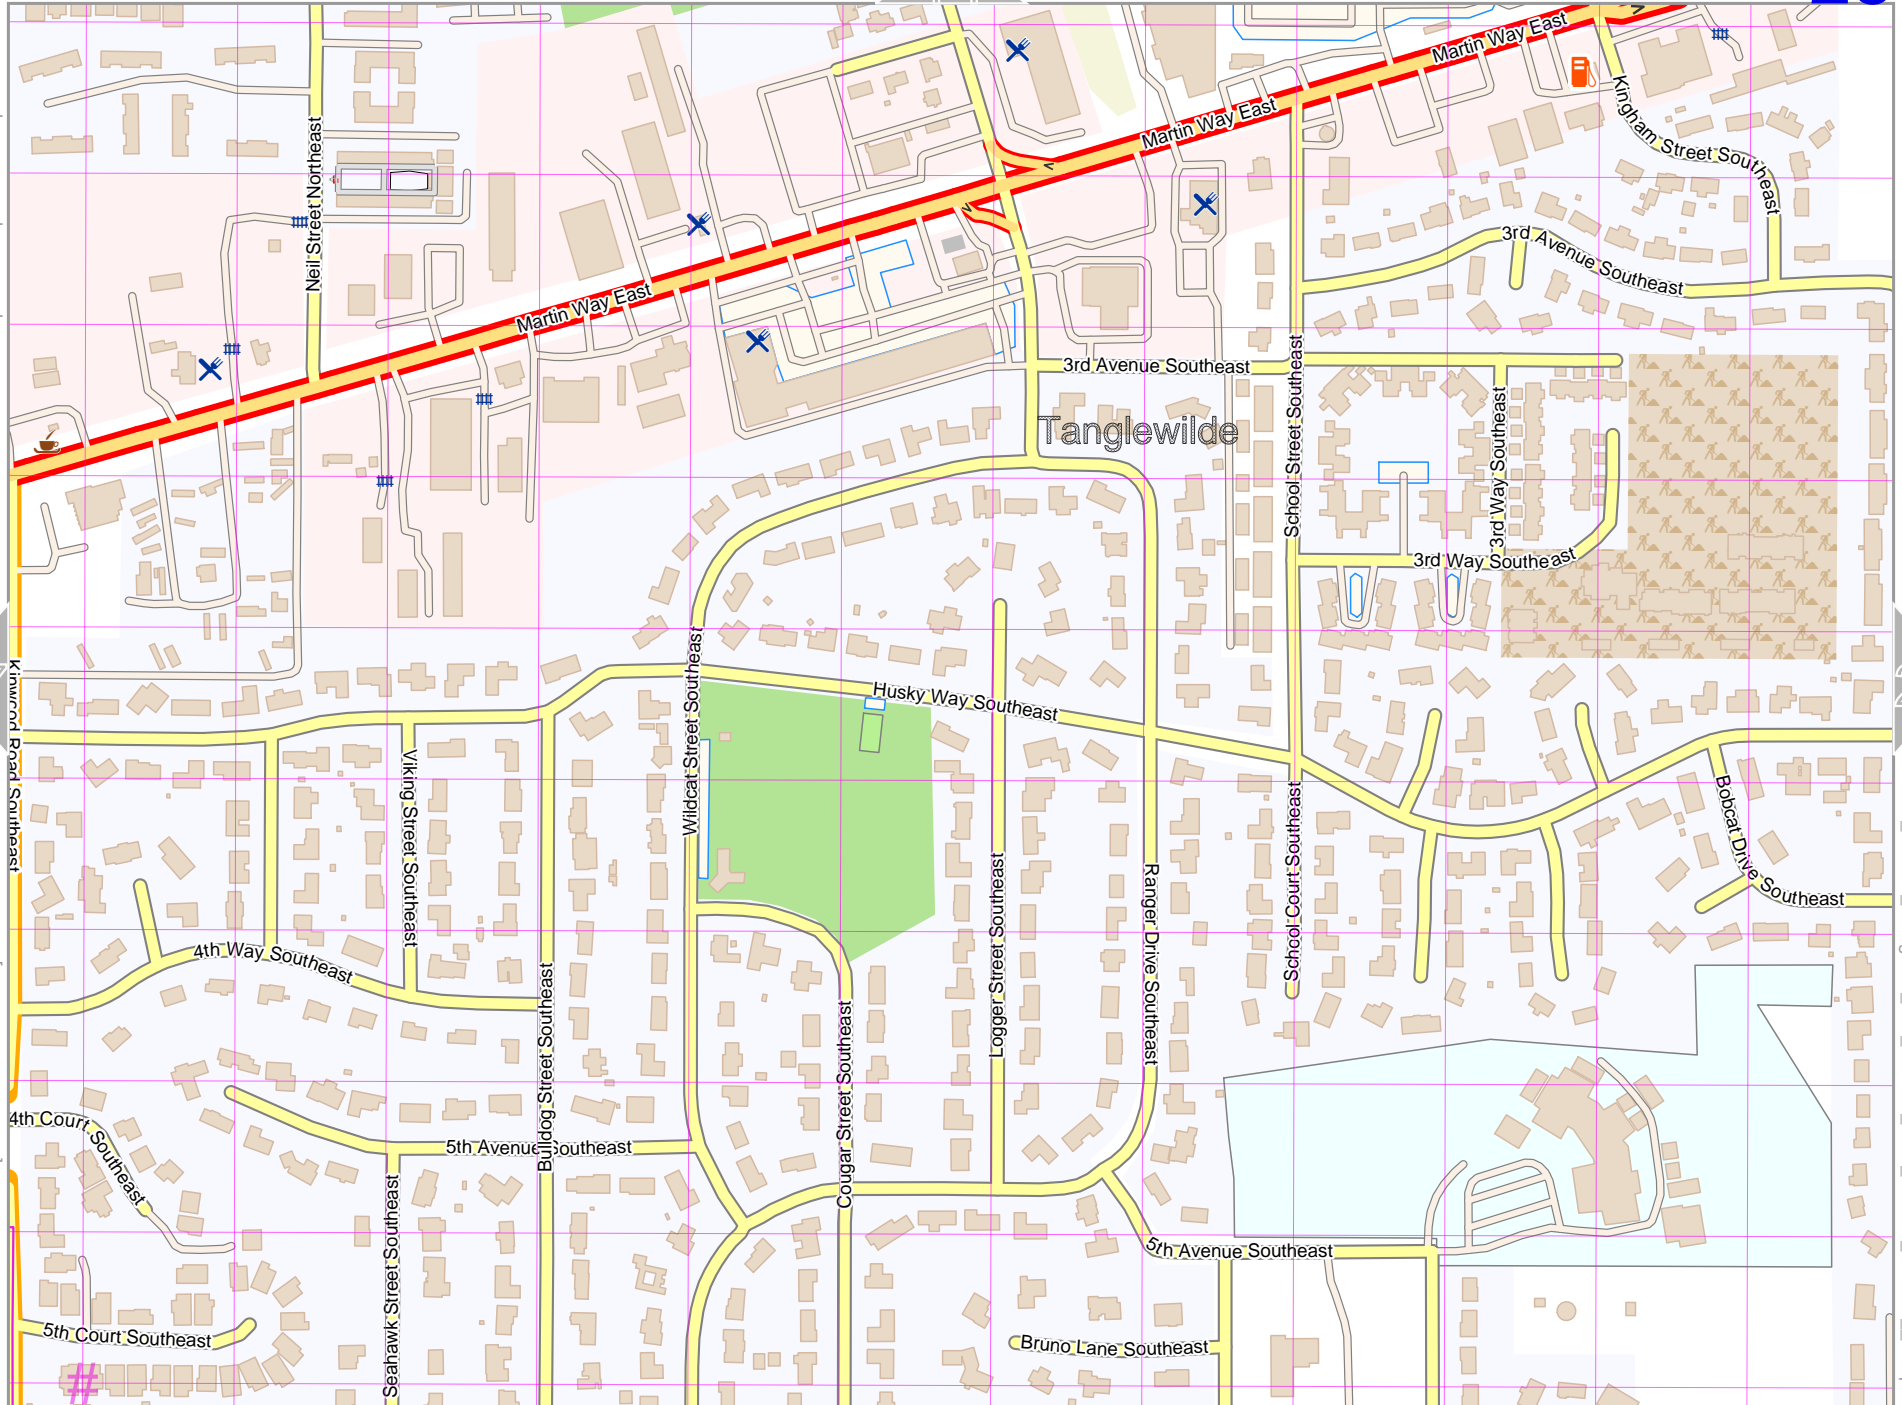 Martin Way East
Martin Way East
Kingham Street Southeast
Neil Street Northeast
3rd Avenue Southeast
Martin Way East
3rd Avenue Southeast
School Street Southeast
Tanglewilde
3rd Way Southeast
3rd Way Southeast
Kinwood Road Southeast
Wildcat Street Southeast
Husky Way Southeast
Viking Street Southeast
School Court Southeast
Bobcat Drive Southeast
Logger Street Southeast
Ranger Drive Southeast
4th Way Southeast
Bulldog Street Southeast
Cougar Street Southeast
4th Court Southeast
5th Avenue Southeast
Seahawk Street Southeast
5th Avenue Southeast
5th Court Southeast
Bruno Lane Southeast